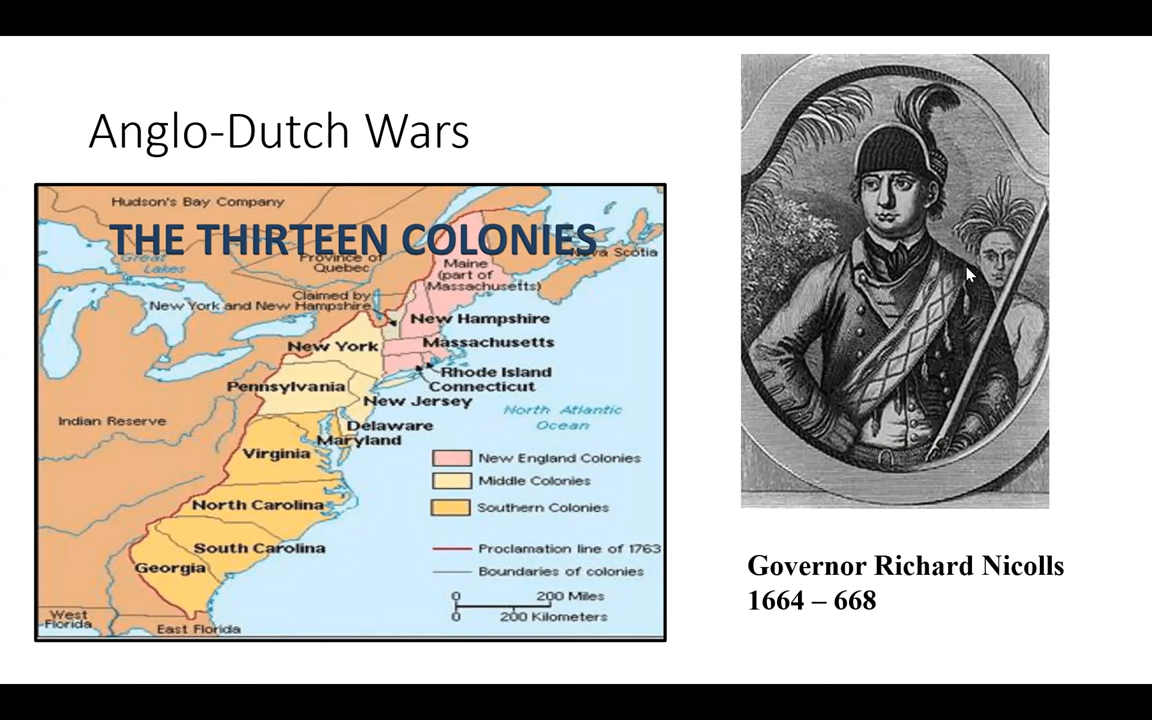 Anglo-Dutch Wars
Hudson's Bay Company
THE THIRTEEN COLONIES
Great
Lakes
Province of
Quebec
Nova Scotia
Maine
(part of
Massachusetts)
Claimed by
New York and New Hampshire
New Hampshire
New York
Massachusetts
Rhode Island
Connecticut
Pennsylvania
New Jersey
North Atlantic
Ocean
Indian Reserve
Delaware
Maryland
Virginia
New England Colonies
Middle Colonies
Southern Colonies
North Carolina
South Carolina
Georgia
Proclamation line of 1763
Boundaries of colonies
0 200 Miles
0 200 Kilometers
West
Florida
East Florida
Governor Richard Nicolls
1664 – 668